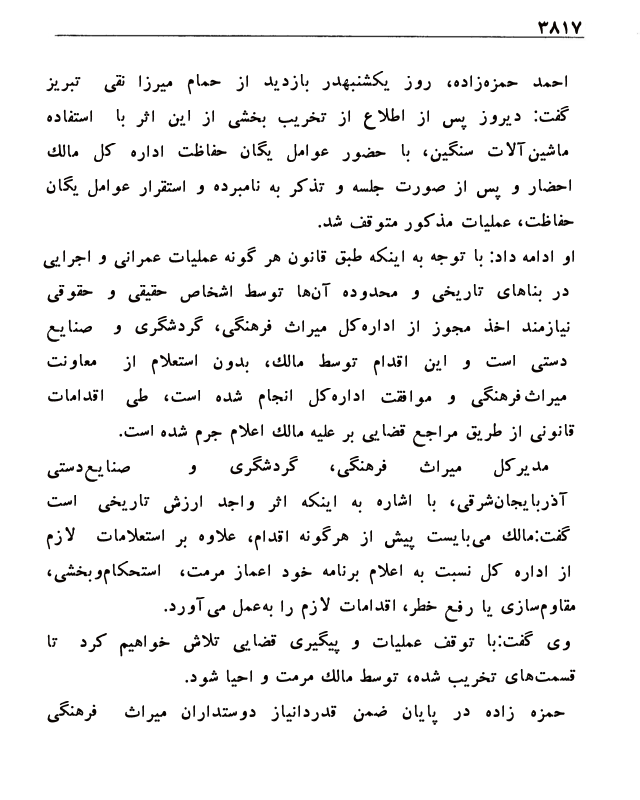 ۳۸۱۷
احمد حمزه‌زاده، روز یکشنبهدر بازدید از حمام میرزا نقی تبریز
گفت: دیروز پس از اطلاع از تخریب بخشی از این اثر با استفاده
ماشین‌آلات سنگین، با حضور عوامل یگان حفاظت اداره کل مالك
احضار و پس از صورت جلسه و تذکر به نامبرده و استقرار عوامل یگان
حفاظت، عملیات مذکور متوقف شد.
او ادامه داد: با توجه به اینکه طبق قانون هر گونه عملیات عمرانی و اجرایی
در بناهای تاریخی و محدوده آن‌ها توسط اشخاص حقیقی و حقوقی
نیازمند اخذ مجوز از اداره‌کل میراث فرهنگی، گردشگری و صنایع
دستی است و این اقدام توسط مالك، بدون استعلام از معاونت
میراث‌فرهنگی و موافقت اداره‌کل انجام شده است، طی اقدامات
قانونی از طریق مراجع قضایی بر علیه مالك اعلام جرم شده است.
مدیرکل میراث فرهنگی، گردشگری و صنایع‌دستی
آذربایجان‌شرقی، با اشاره به اینکه اثر واجد ارزش تاریخی است
گفت:مالك می‌بایست پیش از هرگونه اقدام، علاوه بر استعلامات لازم
از اداره کل نسبت به اعلام برنامه خود اعماز مرمت، استحکام‌وبخشی،
مقاوم‌سازی یا رفع خطر، اقدامات لازم را به‌عمل می‌آورد.
وی گفت:با توقف عملیات و پیگیری قضایی تلاش خواهیم کرد تا
قسمت‌های تخریب شده، توسط مالك مرمت و احیا شود.
حمزه زاده در پایان ضمن قدردانیاز دوستداران میراث فرهنگی